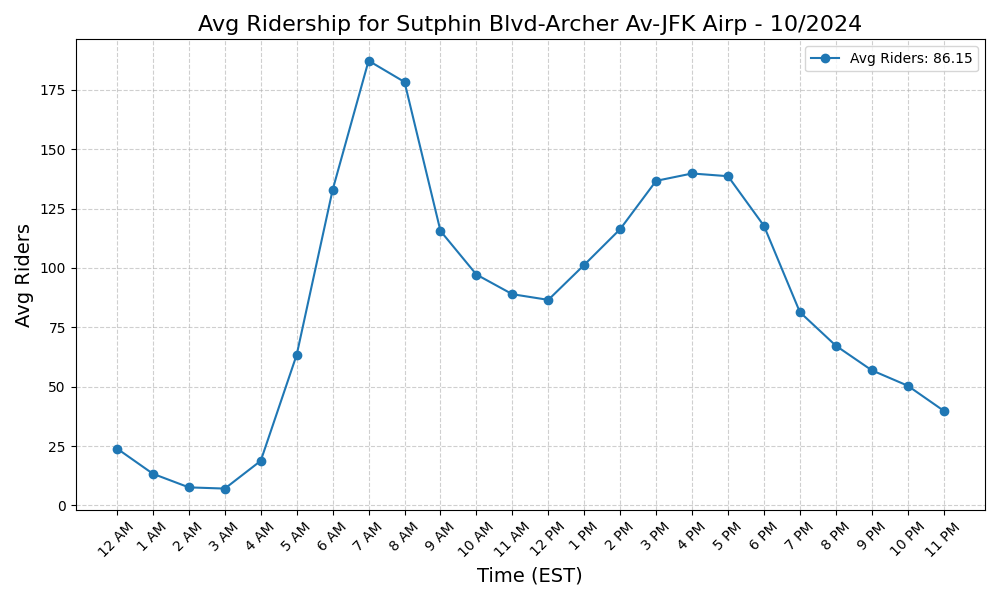 Avg Ridership for Sutphin Blvd-Archer Av-JFK Airp - 10/2024
Avg Riders: 86.15
Avg Riders
175
150
125
100
75
50
25
0
12 AM
1 AM
2 AM
3 AM
4 AM
5 AM
6 AM
7 AM
8 AM
9 AM
10 AM
11 AM
12 PM
1 PM
2 PM
3 PM
4 PM
5 PM
6 PM
7 PM
8 PM
9 PM
10 PM
11 PM
Time (EST)